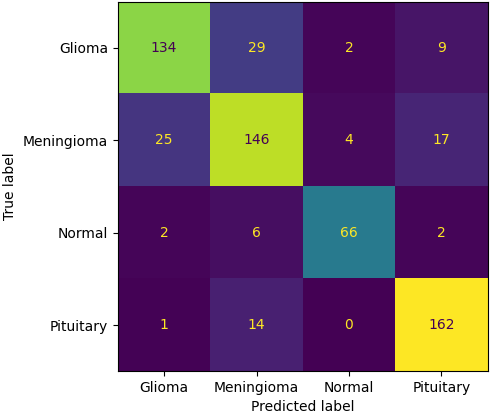 True label
Glioma 134 29 2 9
Meningioma 25 146 4 17
Normal 2 6 66 2
Pituitary 1 14 0 162
Glioma Meningioma Normal Pituitary
Predicted label